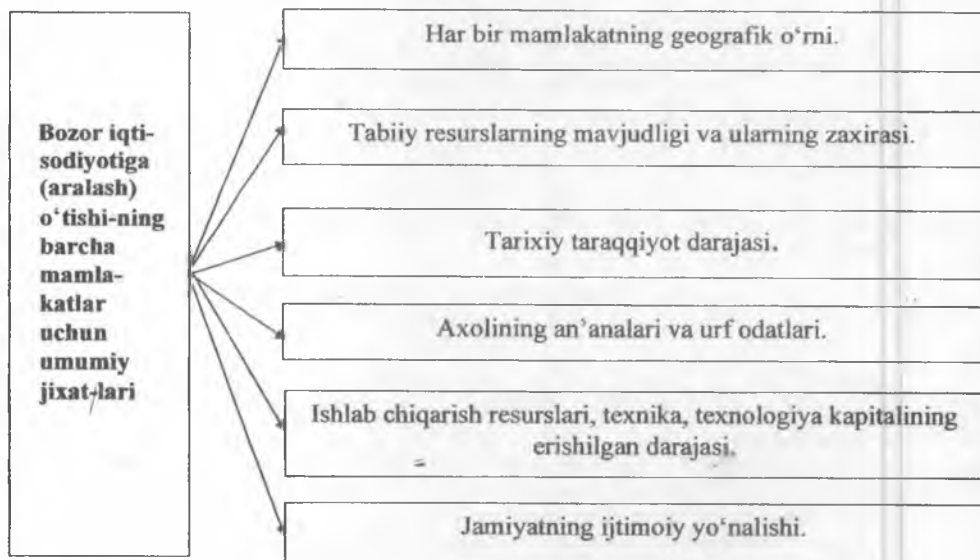 Bozor iqti-
sodiyotiga
(aralash)
o‘tishi-ning
barcha
mamla-
katlar
uchun
umumiy
jixat-lari
Har bir mamlakatning geografik o‘rni.
Tabiiy resurslarning mavjudligi va ularning zaxirasi.
Tarixiy taraqqiyot darajasi.
Axolining an’analari va urf odatlari.
Ishlab chiqarish resurslari, texnika, texnologiya kapitalining
erishilgan darajasi.
Jamiyatning ijtimoiy yo‘nalishi.